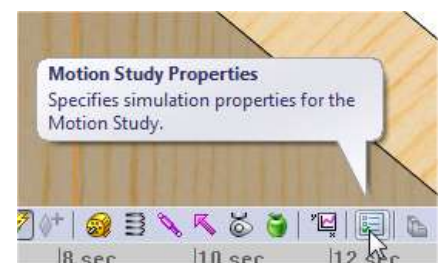 Motion Study Properties
Specifies simulation properties for the
Motion Study.
8 sec 10 sec 12 sec